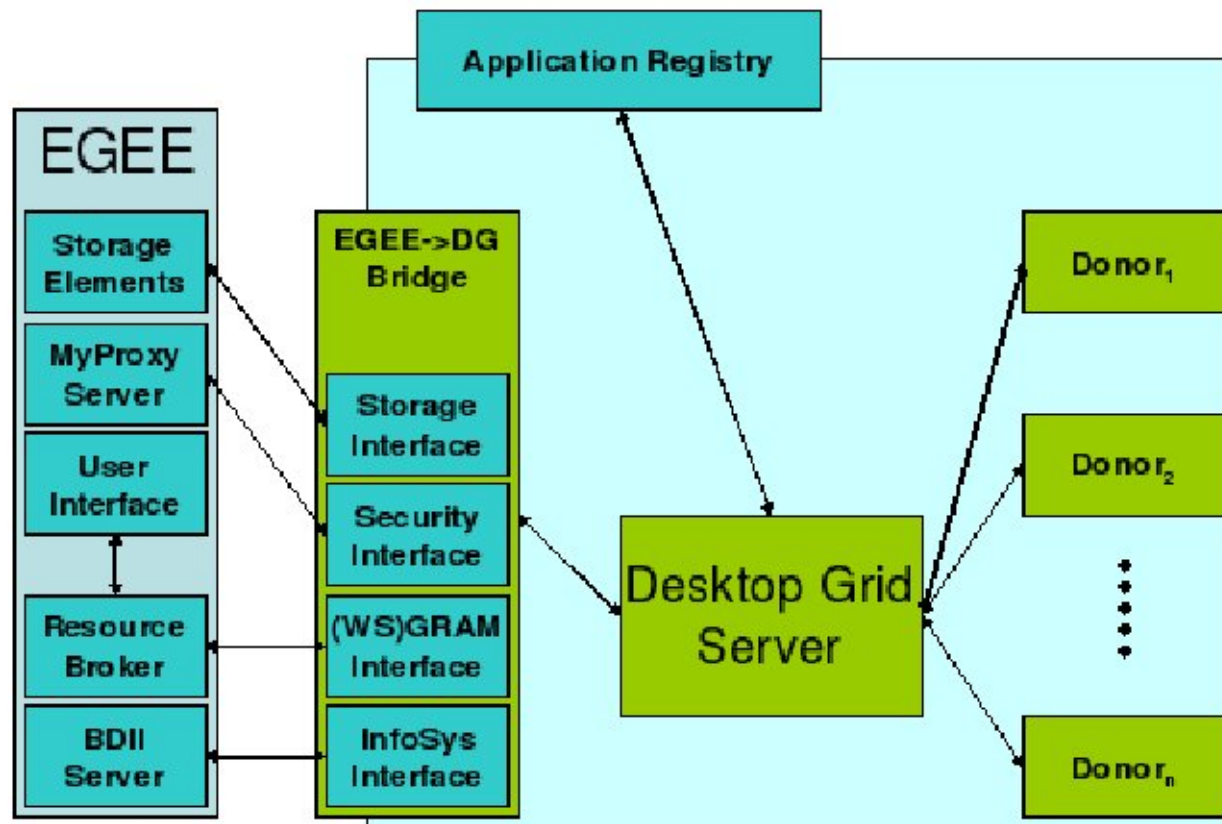 Application Registry
EGEE
Storage
Elements
MyProxy
Server
User
Interface
Resource
Broker
BDII
Server
EGEE->DG
Bridge
Storage
Interface
Security
Interface
(WS)GRAM
Interface
InfoSys
Interface
Desktop Grid
Server
Donor₁
Donor₂
Donorₙ